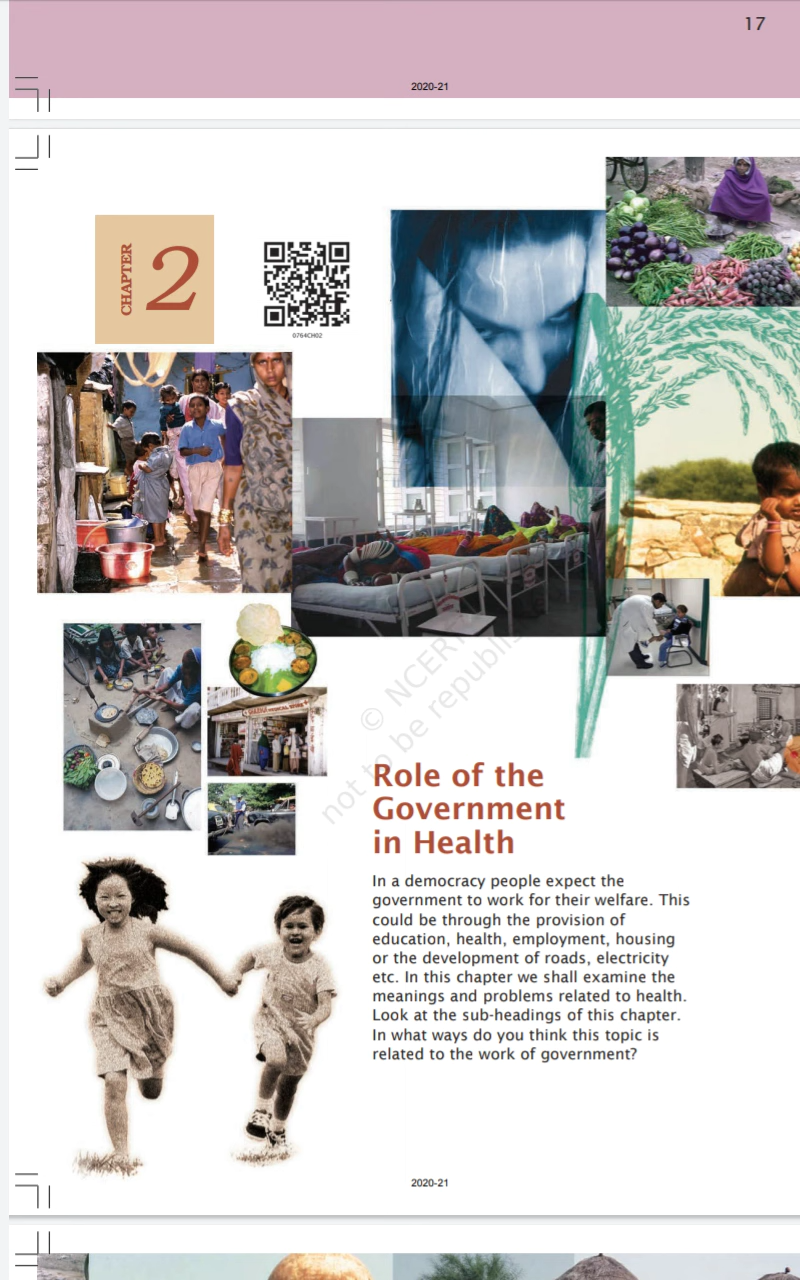 17
2020-21
CHAPTER
2
0764CH02
MEDICAL STORE
© NCER
not to be republis
Role of the
Government
in Health
In a democracy people expect the
government to work for their welfare. This
could be through the provision of
education, health, employment, housing
or the development of roads, electricity
etc. In this chapter we shall examine the
meanings and problems related to health.
Look at the sub-headings of this chapter.
In what ways do you think this topic is
related to the work of government?
2020-21